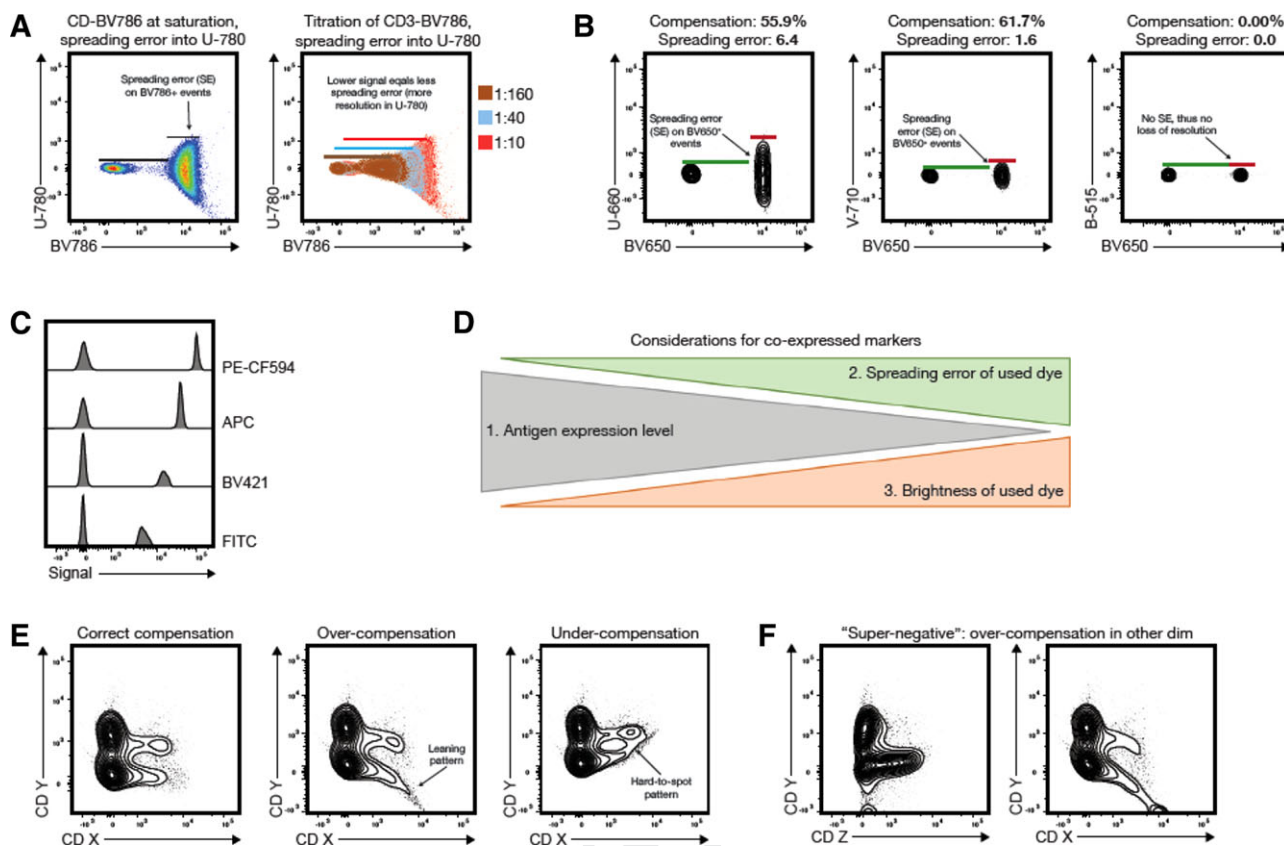 A
CD-BV786 at saturation,
spreading error into U-780
Spreading error (SE)
on BV786+ events
U-780
BV786
Titration of CD3-BV786,
spreading error into U-780
Lower signal eqals less
spreading error (more
resolution in U-780)
U-780
BV786
1:160
1:40
1:10
B
Compensation: 55.9%
Spreading error: 6.4
Spreading error
(SE) on BV650⁺
events
U-660
BV650
Compensation: 61.7%
Spreading error: 1.6
Spreading
error (SE) on
BV650⁺ events
V-710
BV650
Compensation: 0.00%
Spreading error: 0.0
No SE, thus no
loss of resolution
B-515
BV650
C
PE-CF594
APC
BV421
FITC
Signal
D
Considerations for co-expressed markers
2. Spreading error of used dye
1. Antigen expression level
3. Brightness of used dye
E
Correct compensation
CD Y
CD X
Over-compensation
Leaning
pattern
CD Y
CD X
Under-compensation
Hard-to-spot
pattern
CD Y
CD X
F
"Super-negative": over-compensation in other dim
CD Y
CD Z
CD Y
CD X